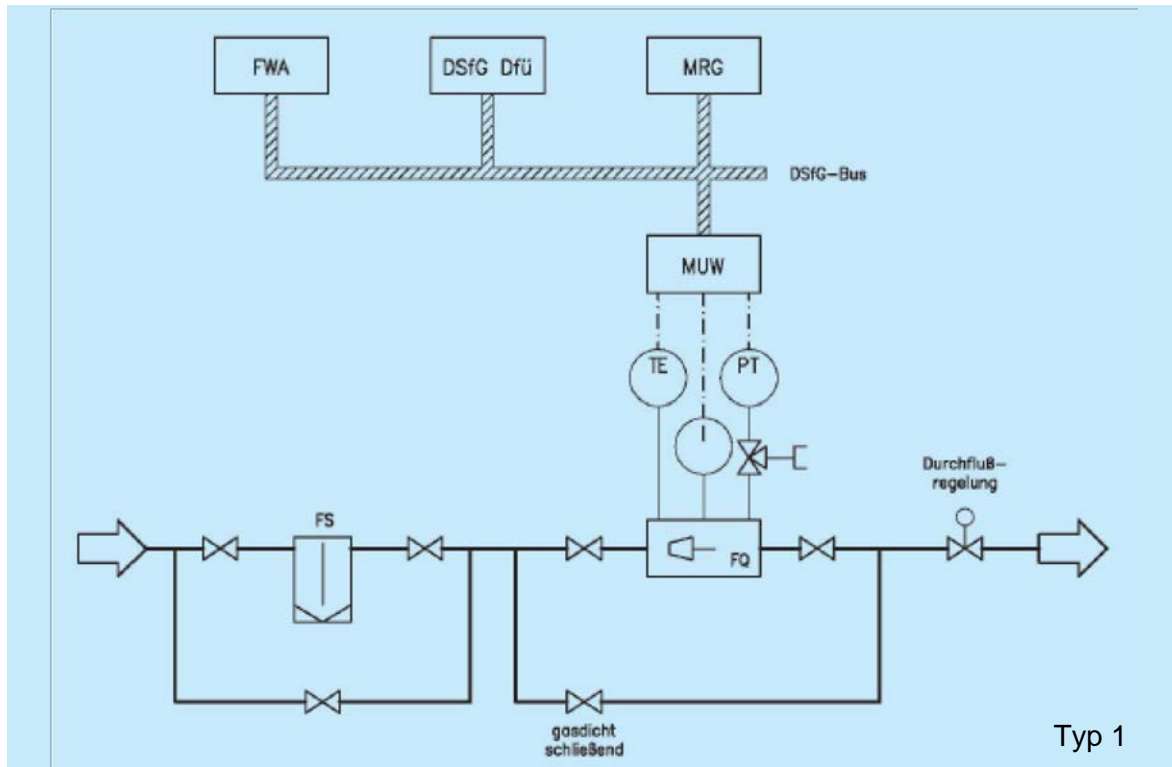 FWA
DSfG Dfü
MRG
DSfG-Bus
MUW
TE
PT
Durchfluß-
regelung
FS
FQ
gasdicht
schließend
Typ 1